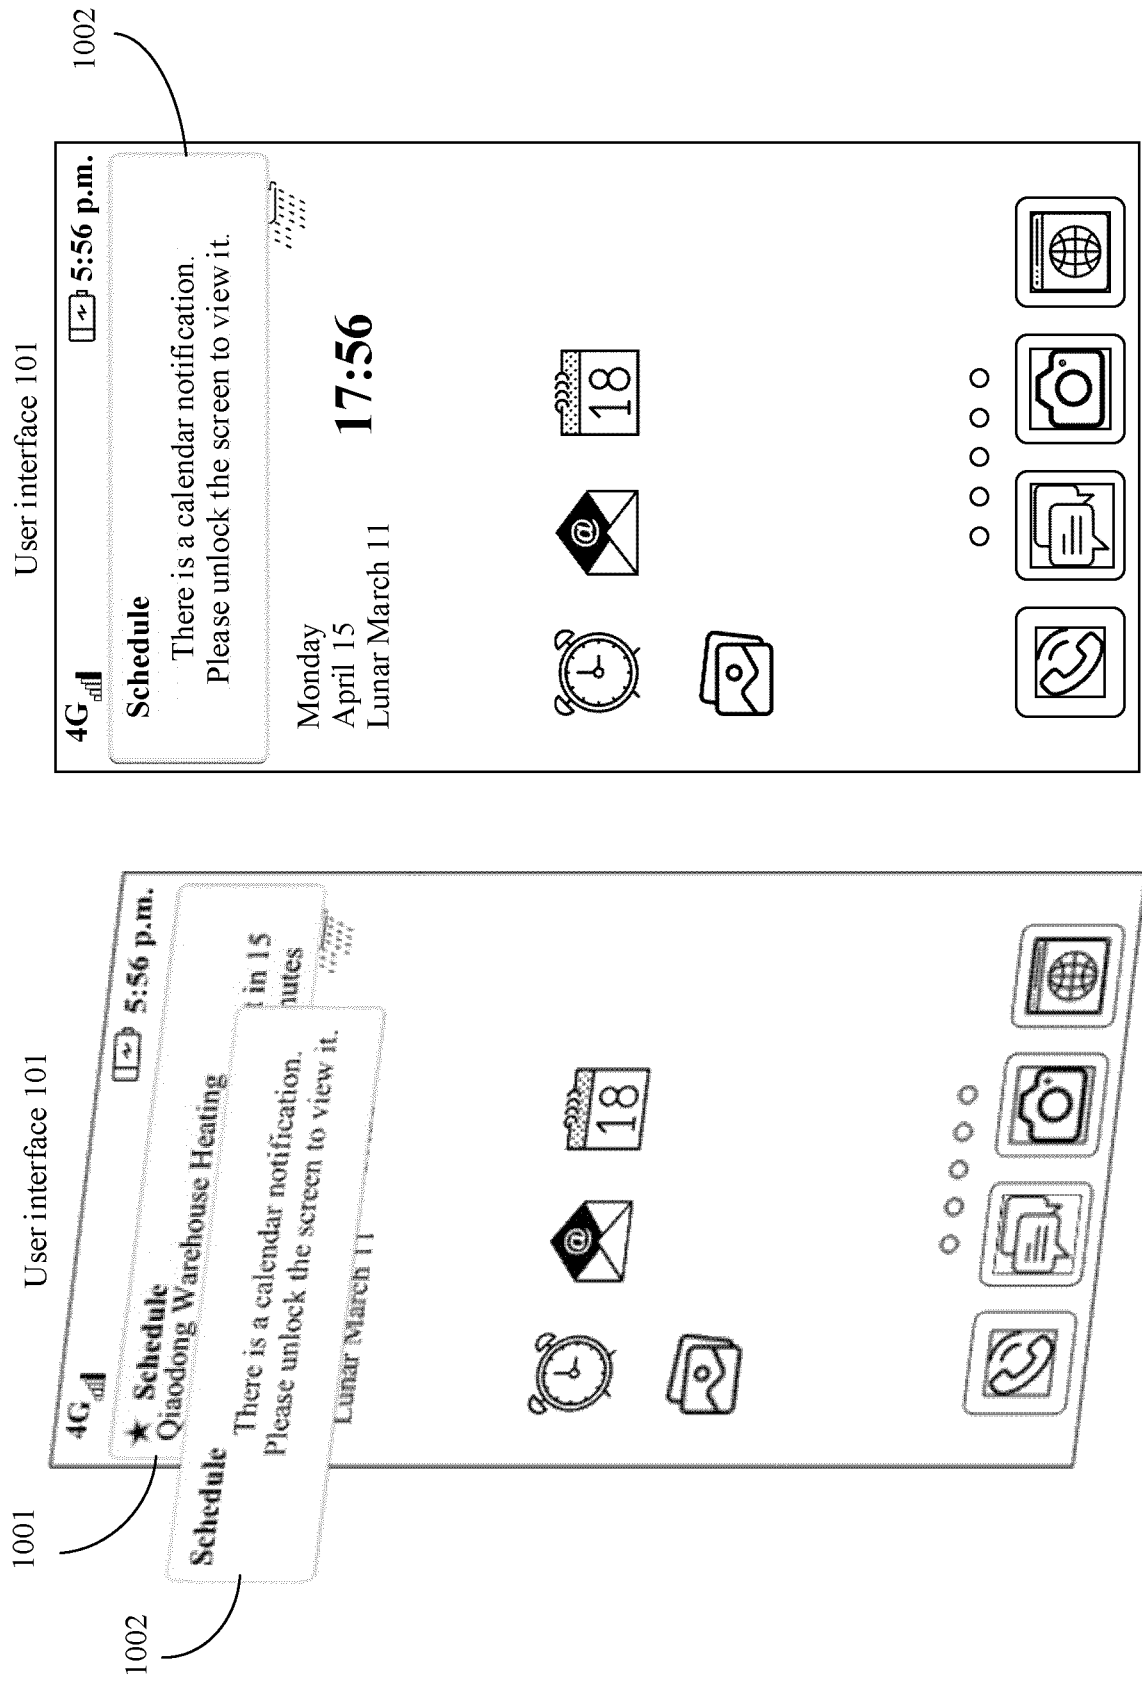 User interface 101
1001
1002
4G
5:56 p.m.
★ Schedule
Qiaodong Warehouse Heating
in 15
Schedule
There is a calendar notification.
Please unlock the screen to view it.
Lunar March 11
@
18
User interface 101
1002
4G
5:56 p.m.
Schedule
There is a calendar notification.
Please unlock the screen to view it.
Monday
April 15
Lunar March 11
17:56
@
18